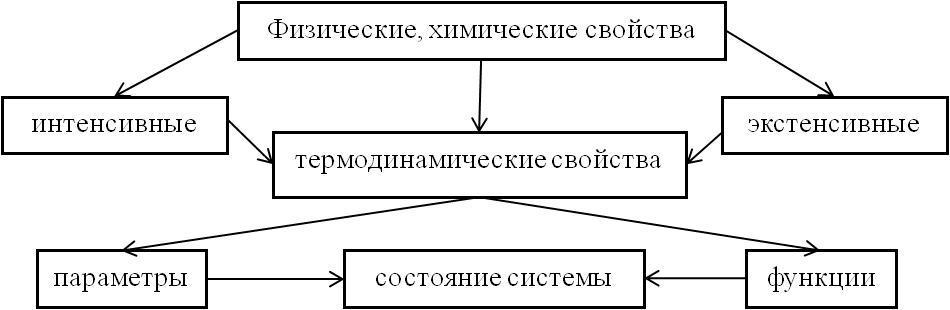 Физические, химические свойства
интенсивные
экстенсивные
термодинамические свойства
параметры
состояние системы
функции